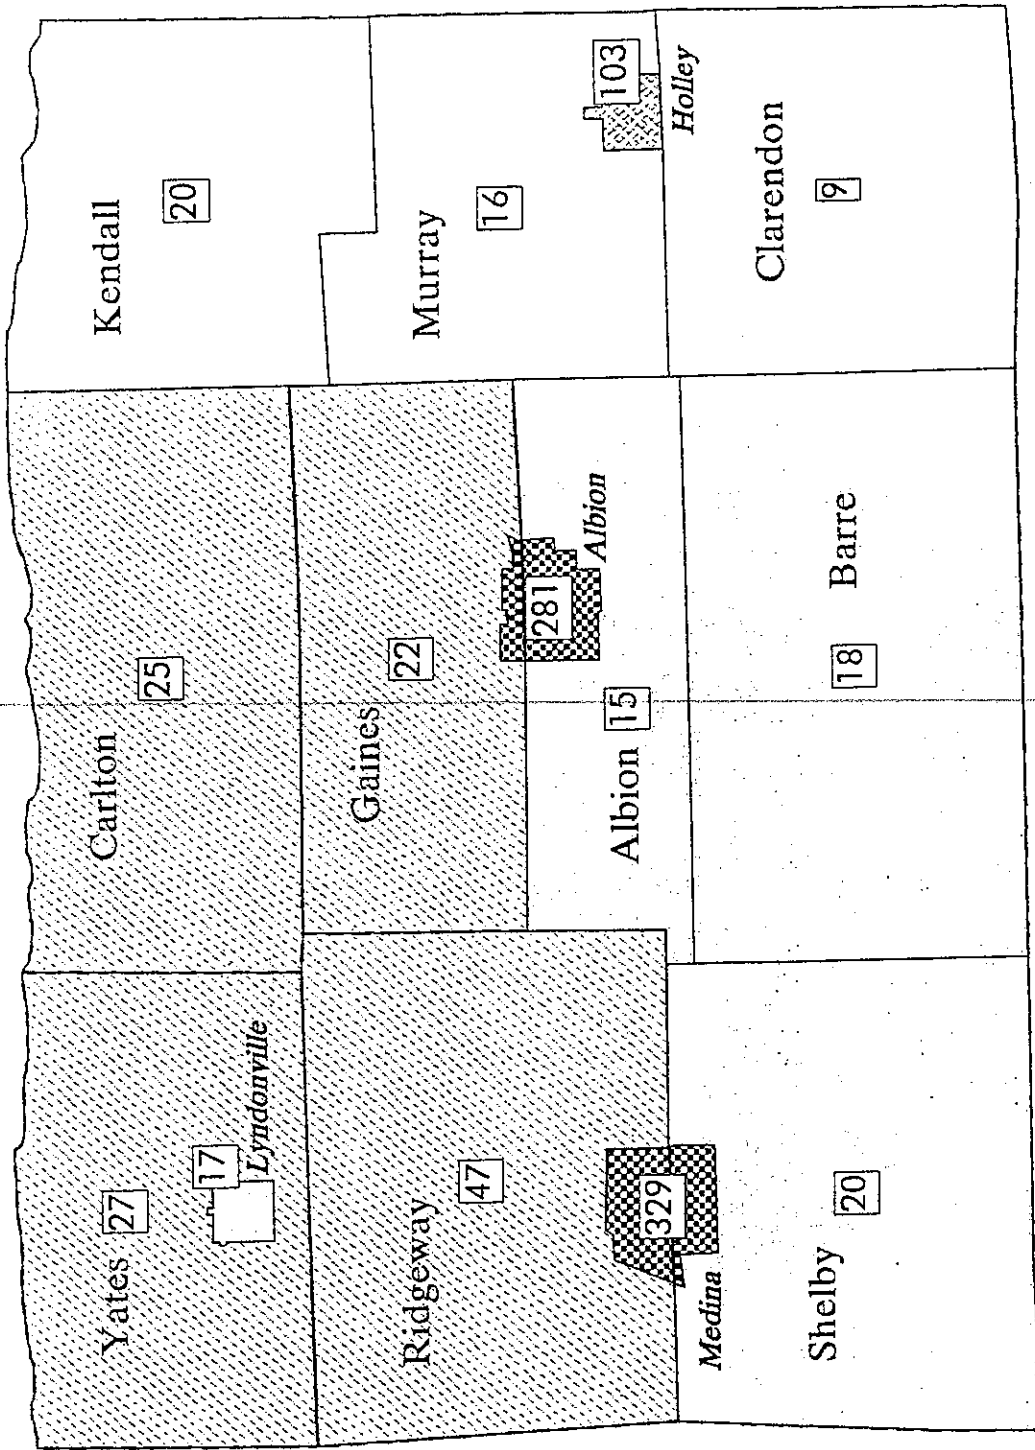 Yates
27
17
Lyndonville
Carlton
25
Kendall
20
Ridgeway
47
Gaines
22
Murray
16
103
Holley
329
Medina
281
Albion
Albion 15
Shelby
20
Barre
18
Clarendon
9